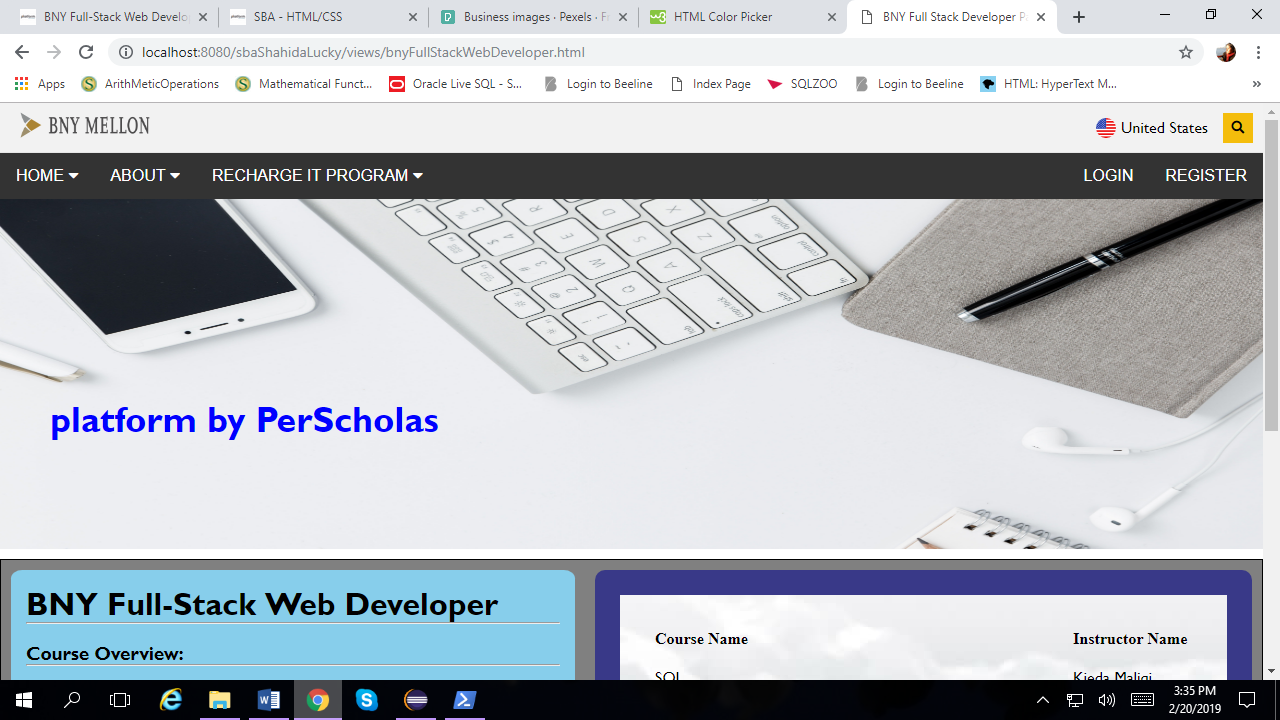 BNY Full-Stack Web Develo
SBA - HTML/CSS
Business images · Pexels · Fr
HTML Color Picker
BNY Full Stack Developer P
localhost:8080/sbaShahidaLucky/views/bnyFullStackWebDeveloper.html
Apps ArithMeticOperations Mathematical Funct... Oracle Live SQL - S... Login to Beeline Index Page SQLZOO Login to Beeline HTML: HyperText M... »
BNY MELLON United States
HOME ABOUT RECHARGE IT PROGRAM LOGIN REGISTER
platform by PerScholas
BNY Full-Stack Web Developer
Course Overview:
Course Name Instructor Name
SQL Kieda Maliqi
3:35 PM
2/20/2019